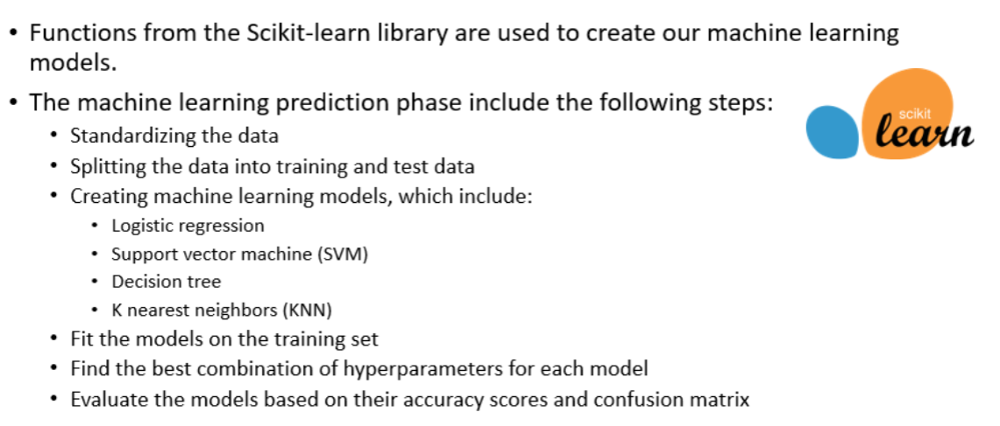 • Functions from the Scikit-learn library are used to create our machine learning
models.
• The machine learning prediction phase include the following steps:
• Standardizing the data
• Splitting the data into training and test data
• Creating machine learning models, which include:
• Logistic regression
• Support vector machine (SVM)
• Decision tree
• K nearest neighbors (KNN)
• Fit the models on the training set
• Find the best combination of hyperparameters for each model
• Evaluate the models based on their accuracy scores and confusion matrix
scikit
learn